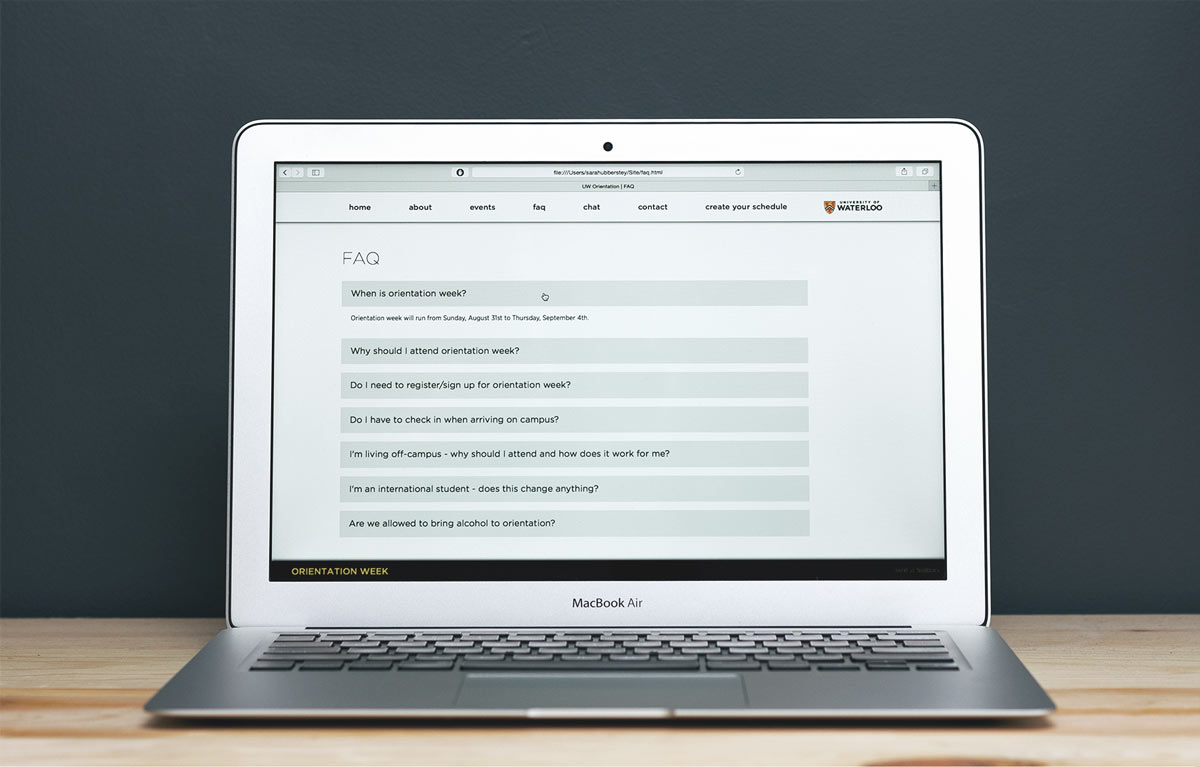 file:///Users/sarahubberstey/Site/faq.html
UW Orientation | FAQ
home about events faq chat contact create your schedule
UNIVERSITY OF
WATERLOO
FAQ
When is orientation week?
Orientation week will run from Sunday, August 31st to Thursday, September 4th.
Why should I attend orientation week?
Do I need to register/sign up for orientation week?
Do I have to check in when arriving on campus?
I'm living off-campus - why should I attend and how does it work for me?
I'm an international student - does this change anything?
Are we allowed to bring alcohol to orientation?
ORIENTATION WEEK
MacBook Air